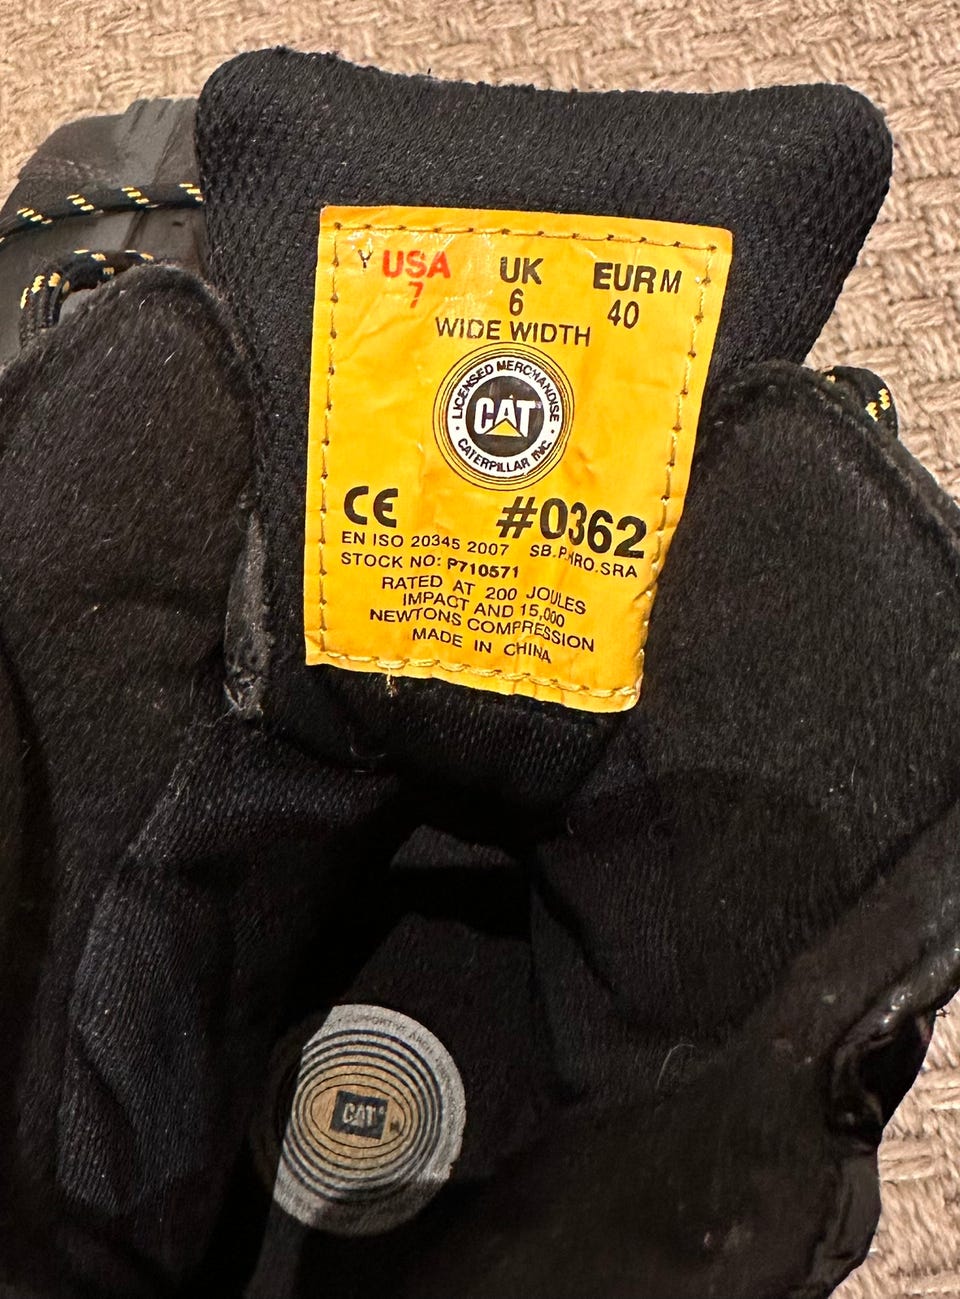 Y USA UK EUR M
7 6 40
WIDE WIDTH
LICENSED MERCHANDISE
CAT
CATERPILLAR INC.
CE #0362
EN ISO 20345 2007 SB.P.HRO.SRA
STOCK NO: P710571
RATED AT 200 JOULES
IMPACT AND 15,000
NEWTONS COMPRESSION
MADE IN CHINA
SUPPORTIVE ARCH
CAT